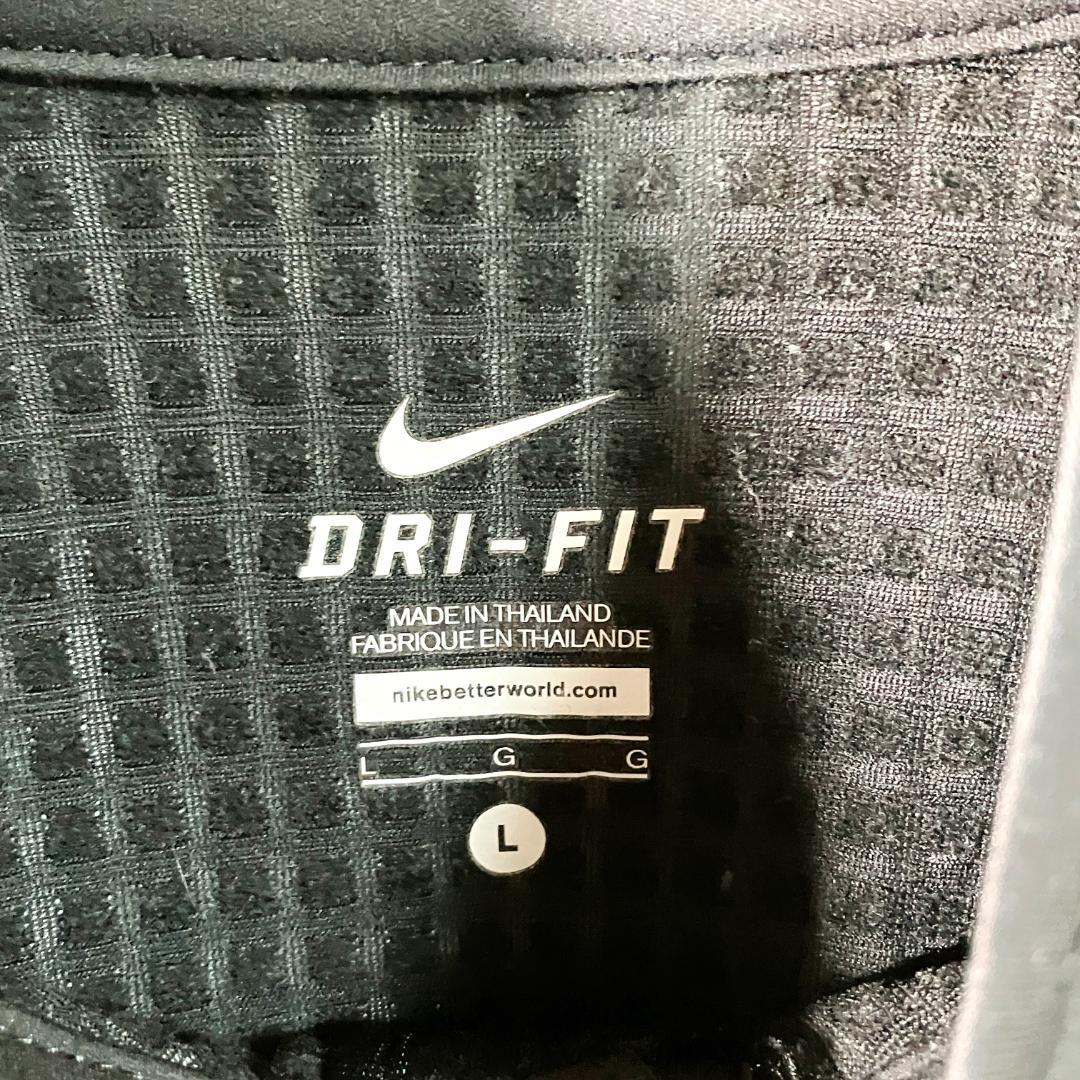 DRI-FIT
MADE IN THAILAND
FABRIQUE EN THAILANDE
nikebetterworld.com
L G G
L